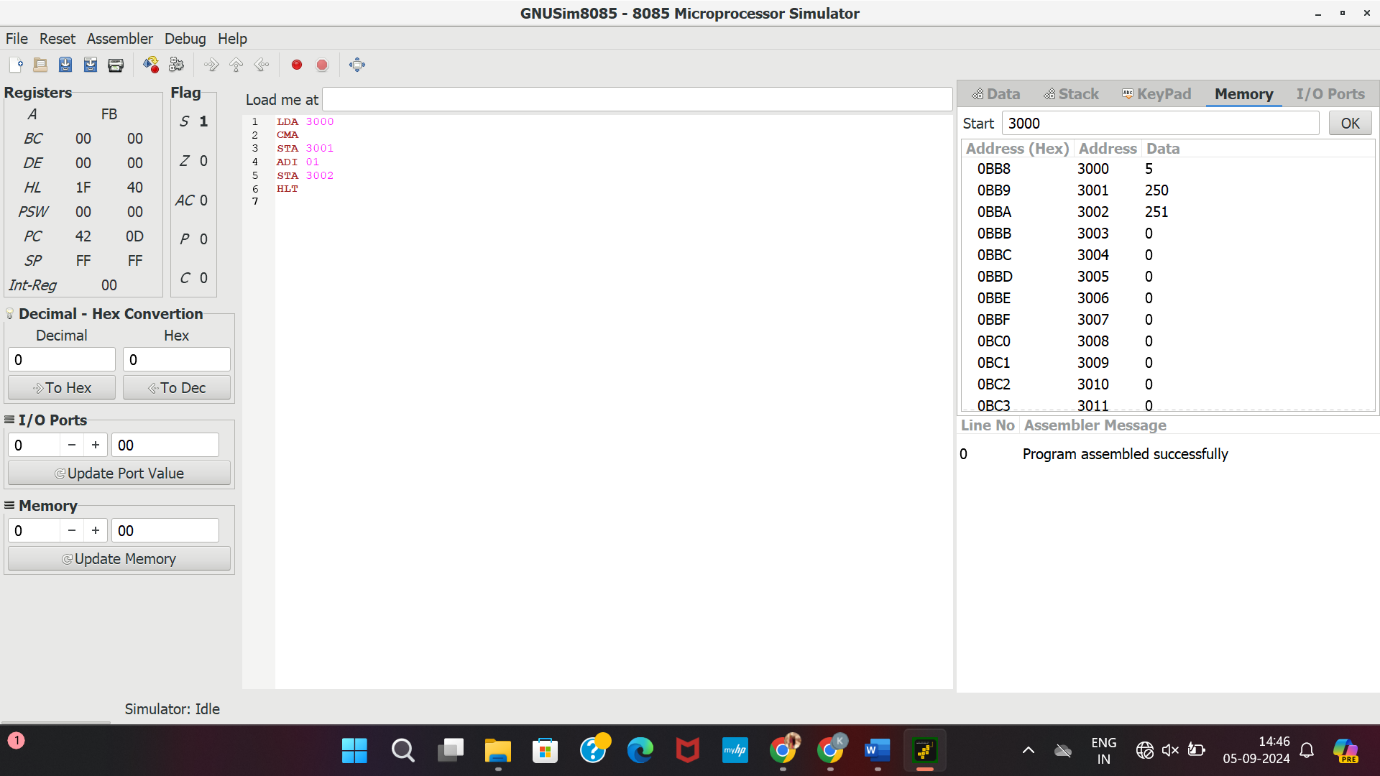 GNUSim8085 - 8085 Microprocessor Simulator
File Reset Assembler Debug Help
Registers
A FB
BC 00 00
DE 00 00
HL 1F 40
PSW 00 00
PC 42 0D
SP FF FF
Int-Reg 00
Flag
S 1
Z 0
AC 0
P 0
C 0
Decimal - Hex Convertion
Decimal Hex
0 0
To Hex To Dec
I/O Ports
0 - + 00
Update Port Value
Memory
0 - + 00
Update Memory
Load me at
1 LDA 3000
2 CMA
3 STA 3001
4 ADI 01
5 STA 3002
6 HLT
7
Data Stack KeyPad Memory I/O Ports
Start 3000 OK
Address (Hex) Address Data
0BB8 3000 5
0BB9 3001 250
0BBA 3002 251
0BBB 3003 0
0BBC 3004 0
0BBD 3005 0
0BBE 3006 0
0BBF 3007 0
0BC0 3008 0
0BC1 3009 0
0BC2 3010 0
0BC3 3011 0
Line No Assembler Message
0 Program assembled successfully
Simulator: Idle
1
myhp
K
W
ENG
IN
14:46
05-09-2024
PRE